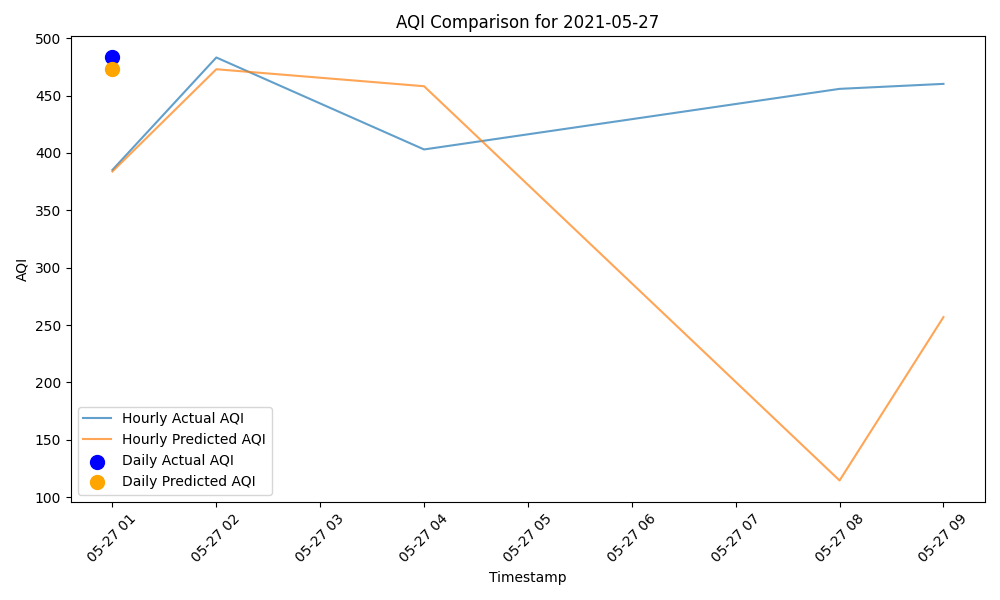 AQI Comparison for 2021-05-27
AQI
500
450
400
350
300
250
200
150
100
Hourly Actual AQI
Hourly Predicted AQI
Daily Actual AQI
Daily Predicted AQI
05-27 01
05-27 02
05-27 03
05-27 04
05-27 05
05-27 06
05-27 07
05-27 08
05-27 09
Timestamp